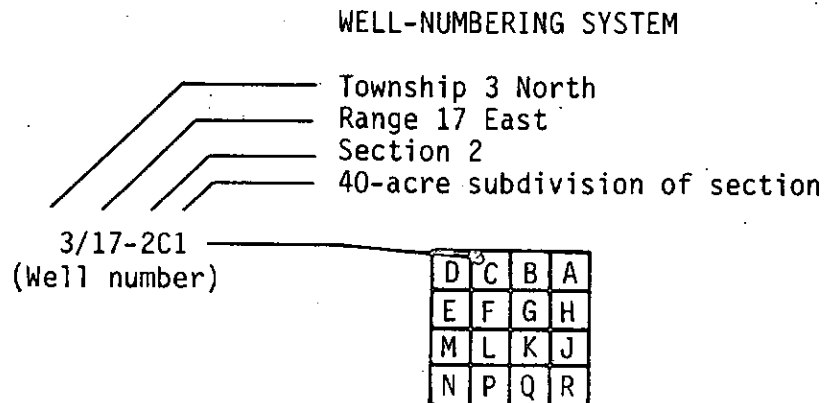 WELL-NUMBERING SYSTEM
Township 3 North
Range 17 East
Section 2
40-acre subdivision of section
3/17-2C1
(Well number)
D C B A
E F G H
M L K J
N P Q R